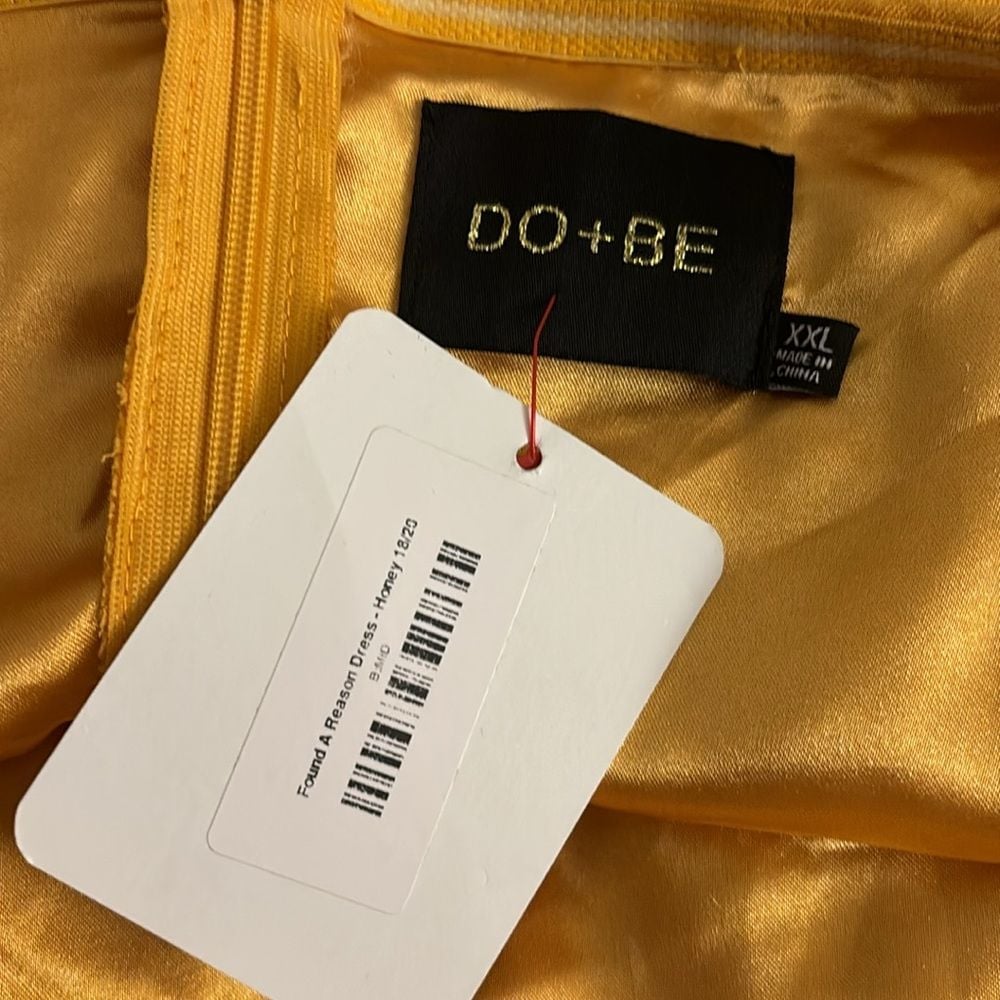 DO+BE
XXL
MADE IN
CHINA
Found A Reason Dress - Honey 18/20